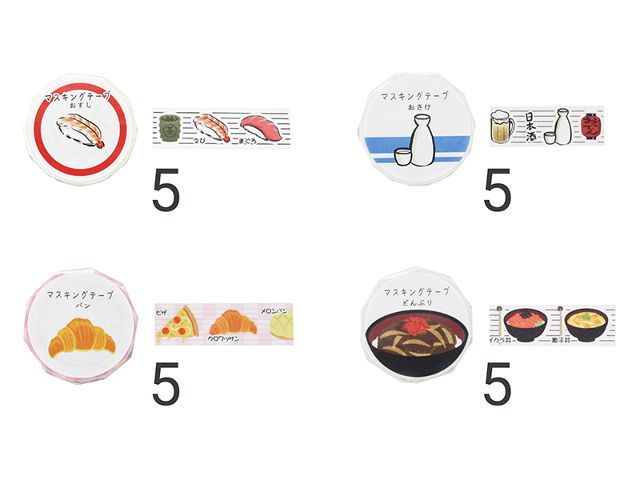 マスキングテープ
おすし
えび
まぐろ
5
マスキングテープ
おさけ
日本酒
5
マスキングテープ
パン
ピザ
クロワッサン
メロンパン
5
マスキングテープ
どんぶり
イクラ丼
親子丼
5